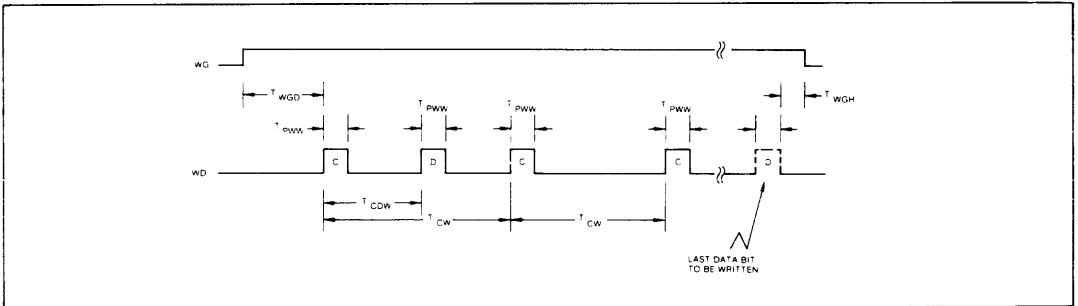 WG
T WGD
T WGH
T PWW
T PWW
T PWW
T PWW
WD
C
D
C
C
D
T CDW
T CW
T CW
LAST DATA BIT
TO BE WRITTEN